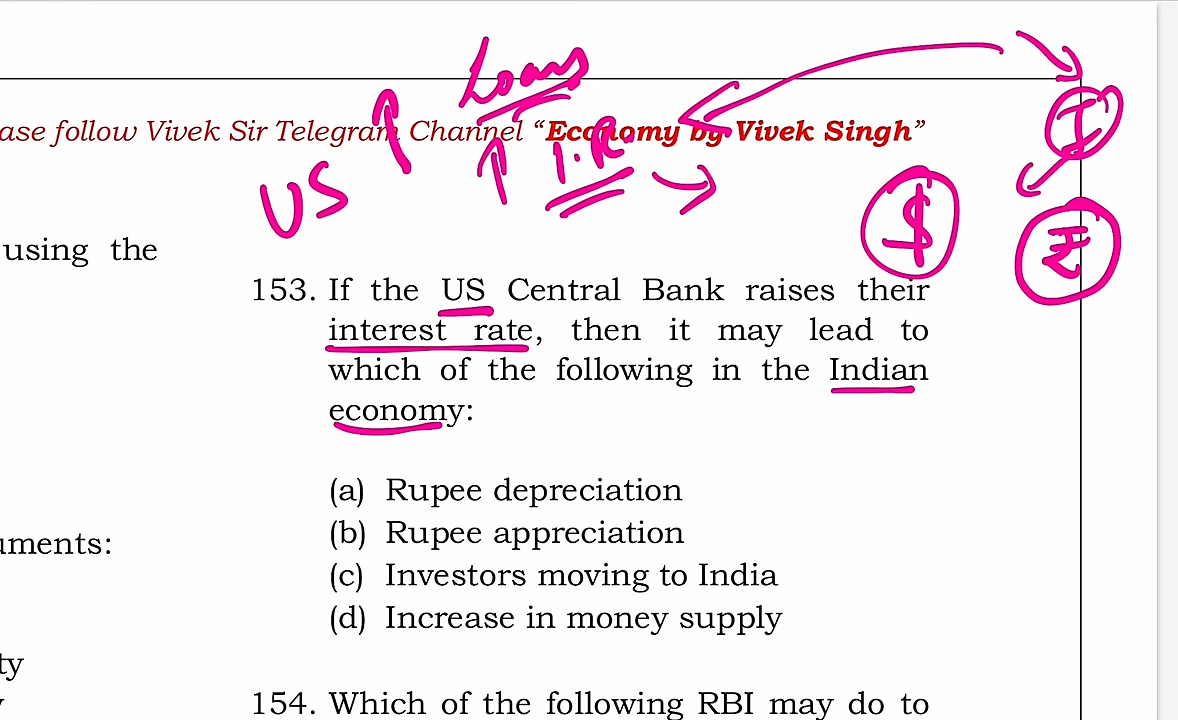 Loans
ase follow Vivek Sir Telegram Channel “Economy by Vivek Singh”
I
US
I.R.
$
₹
using the
153. If the US Central Bank raises their
interest rate, then it may lead to
which of the following in the Indian
economy:
(a) Rupee depreciation
(b) Rupee appreciation
uments:
(c) Investors moving to India
(d) Increase in money supply
ty
154. Which of the following RBI may do to